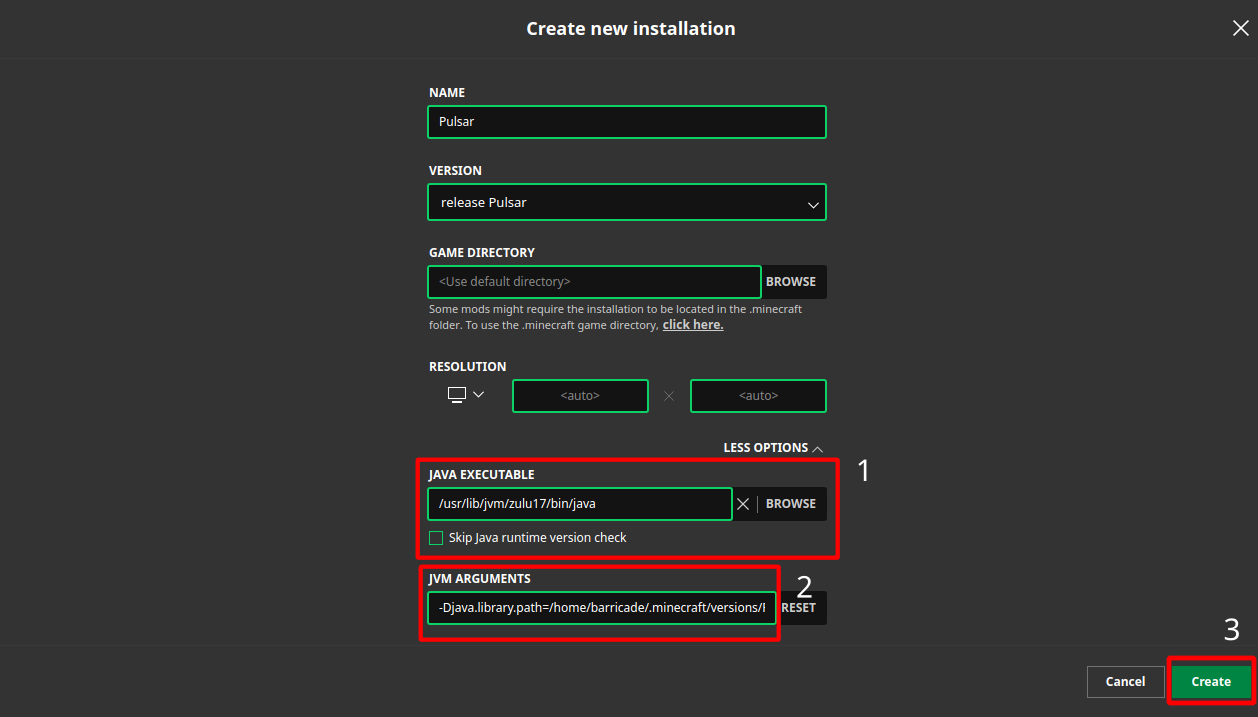 Create new installation
NAME
Pulsar
VERSION
release Pulsar
GAME DIRECTORY
<Use default directory>
BROWSE
Some mods might require the installation to be located in the .minecraft
folder. To use the .minecraft game directory, click here.
RESOLUTION
<auto>
<auto>
LESS OPTIONS
1
JAVA EXECUTABLE
/usr/lib/jvm/zulu17/bin/java
BROWSE
Skip Java runtime version check
JVM ARGUMENTS
2
-Djava.library.path=/home/barricade/.minecraft/versions/
RESET
3
Cancel
Create